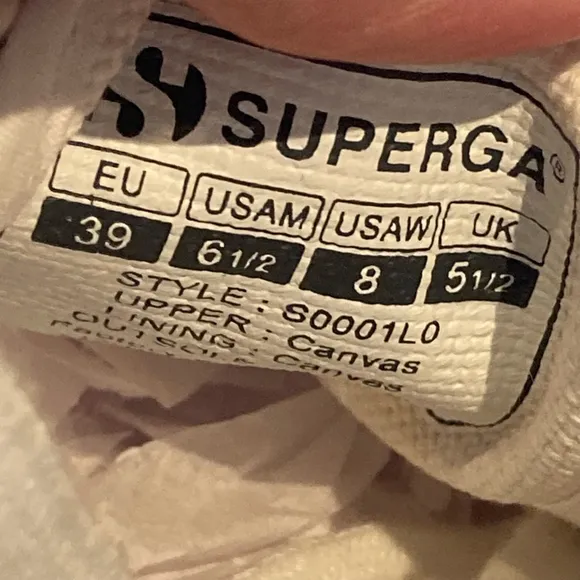 SUPERGA®
EU USAM USAW UK
39 6 1/2 8 5 1/2
STYLE : S0001L0
UPPER : Canvas
LINING : Canvas
OUTSOLE